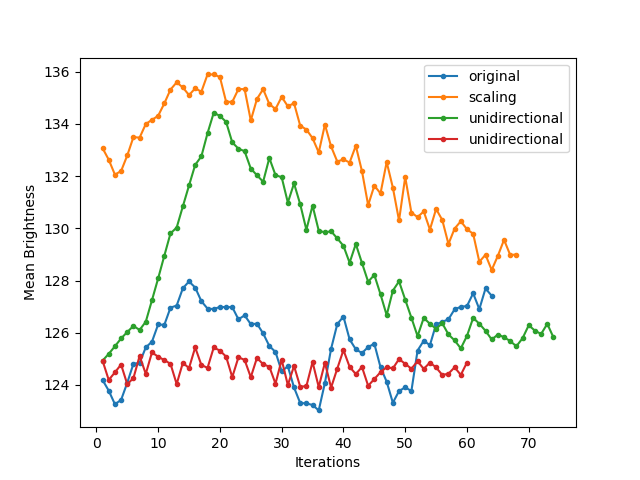 original
scaling
unidirectional
unidirectional
136
134
132
130
128
126
124
Mean Brightness
0 10 20 30 40 50 60 70
Iterations